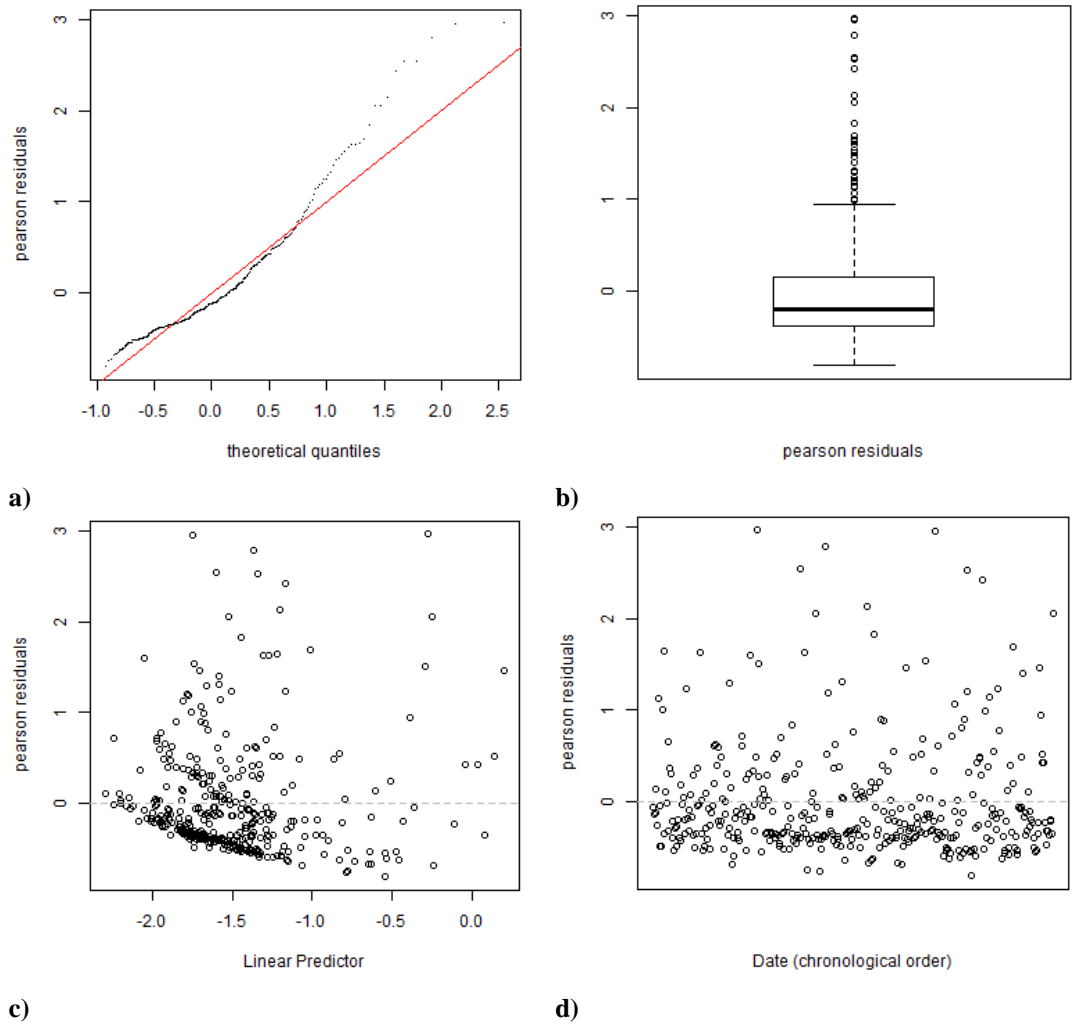 3
2
1
0
pearson residuals
-1.0 -0.5 0.0 0.5 1.0 1.5 2.0 2.5
theoretical quantiles
a)
3
2
1
0
pearson residuals
b)
3
2
1
0
pearson residuals
-2.0 -1.5 -1.0 -0.5 0.0
Linear Predictor
c)
3
2
1
0
pearson residuals
Date (chronological order)
d)